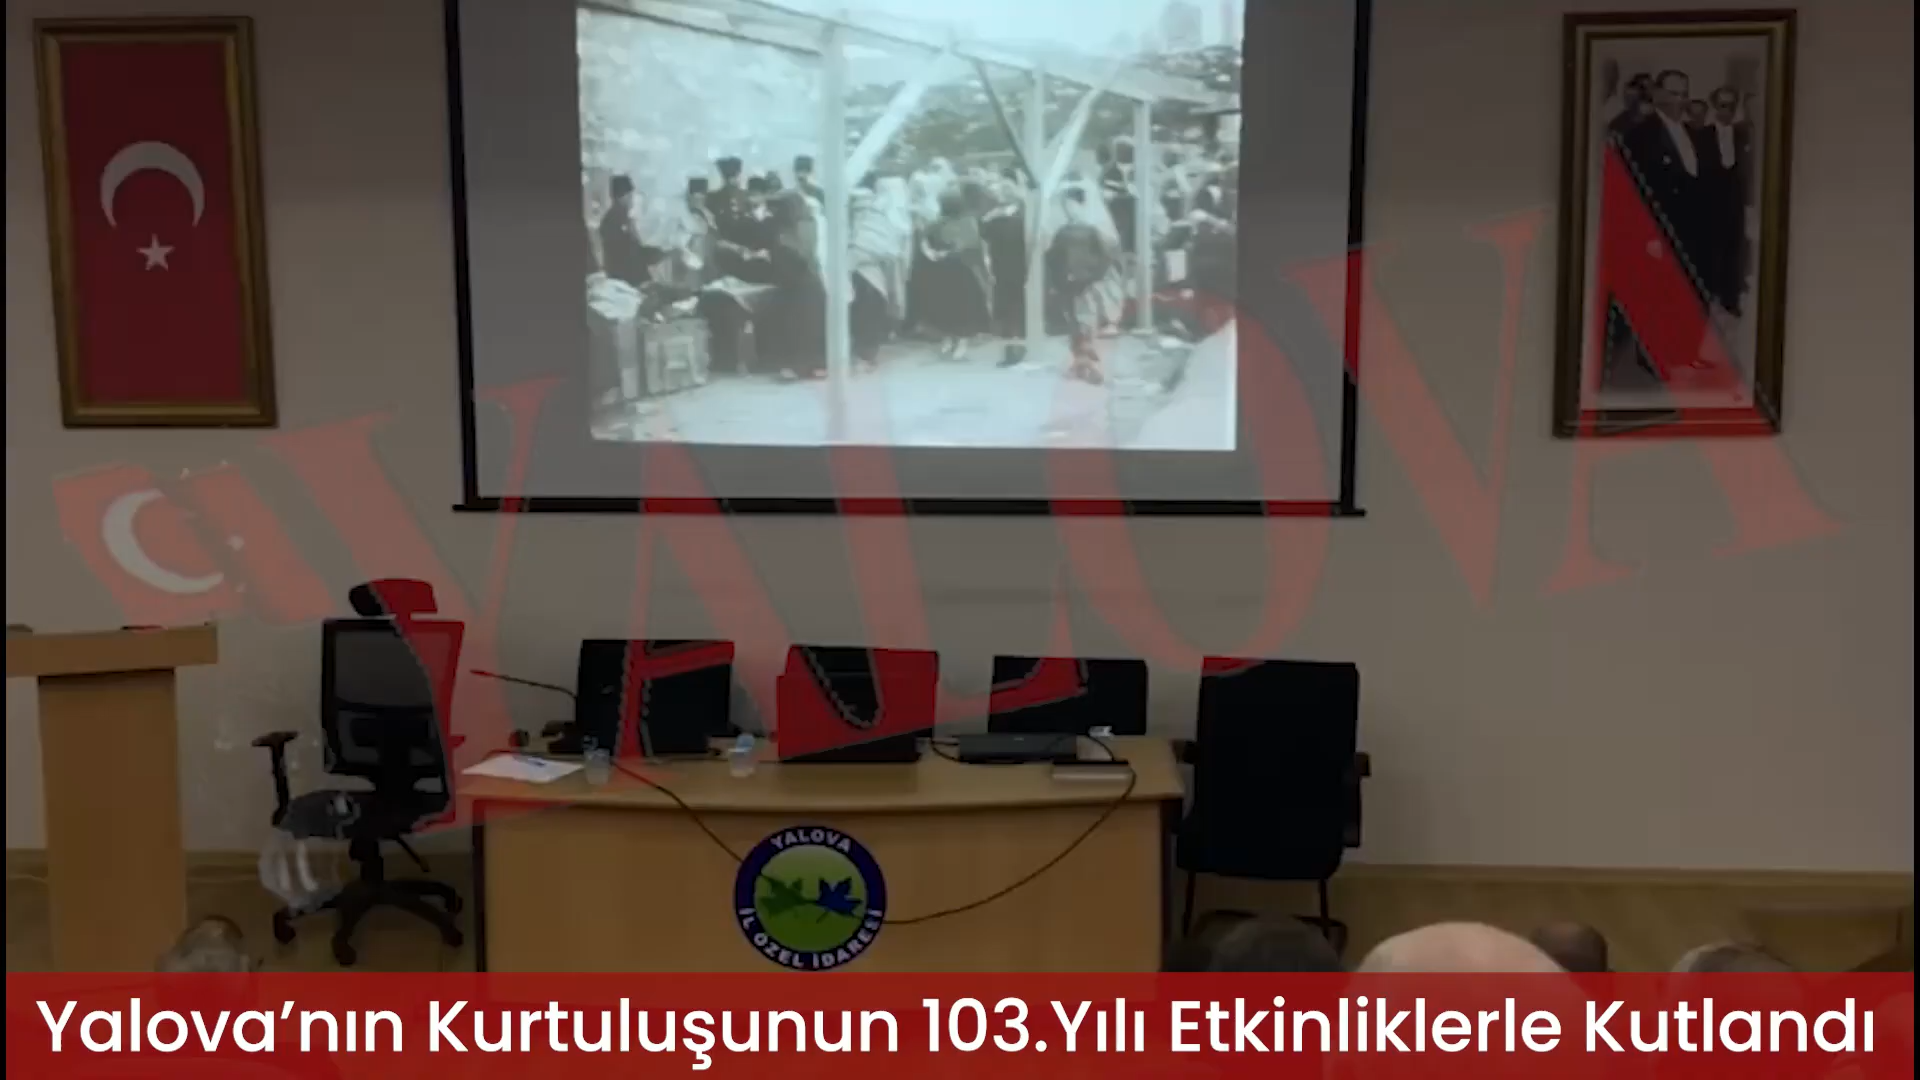 YALOVA
YALOVA
İL ÖZEL İDARESİ
Yalova’nın Kurtuluşunun 103.Yılı Etkinliklerle Kutlandı